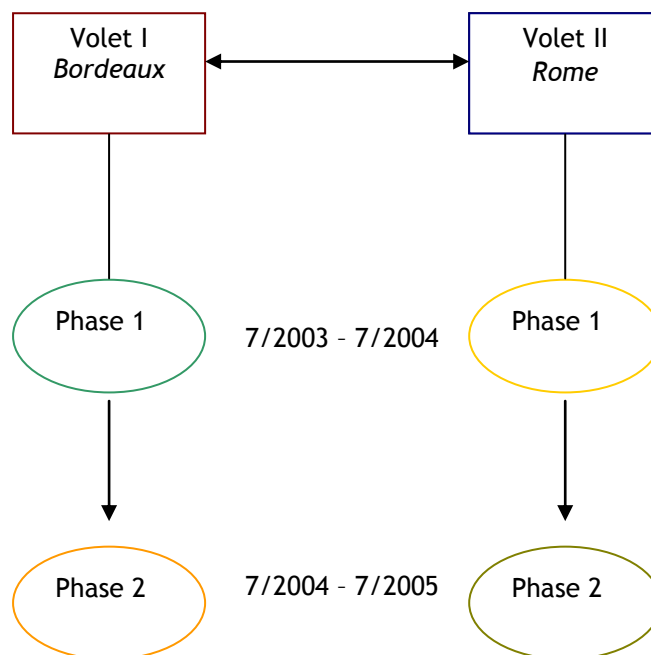 Volet I
Bordeaux
Volet II
Rome
Phase 1
7/2003 – 7/2004
Phase 1
Phase 2
7/2004 – 7/2005
Phase 2